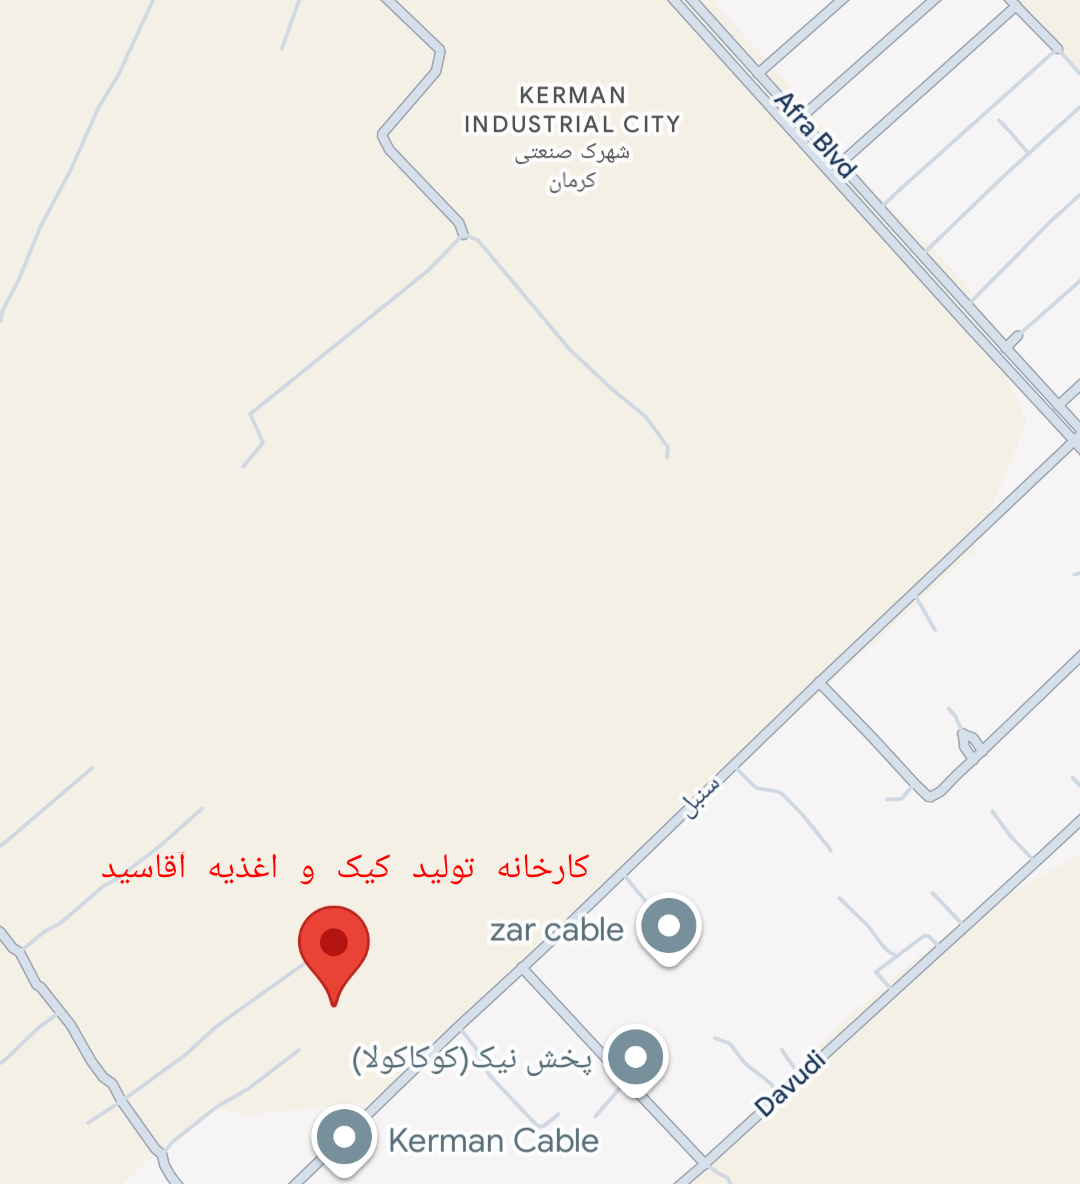 KERMAN
INDUSTRIAL CITY
شهرک صنعتی
کرمان
Afra Blvd
سنبل
کارخانه تولید کیک و اغذیه آقاسید
zar cable
پخش نیک(کوکاکولا)
Davudi
Kerman Cable